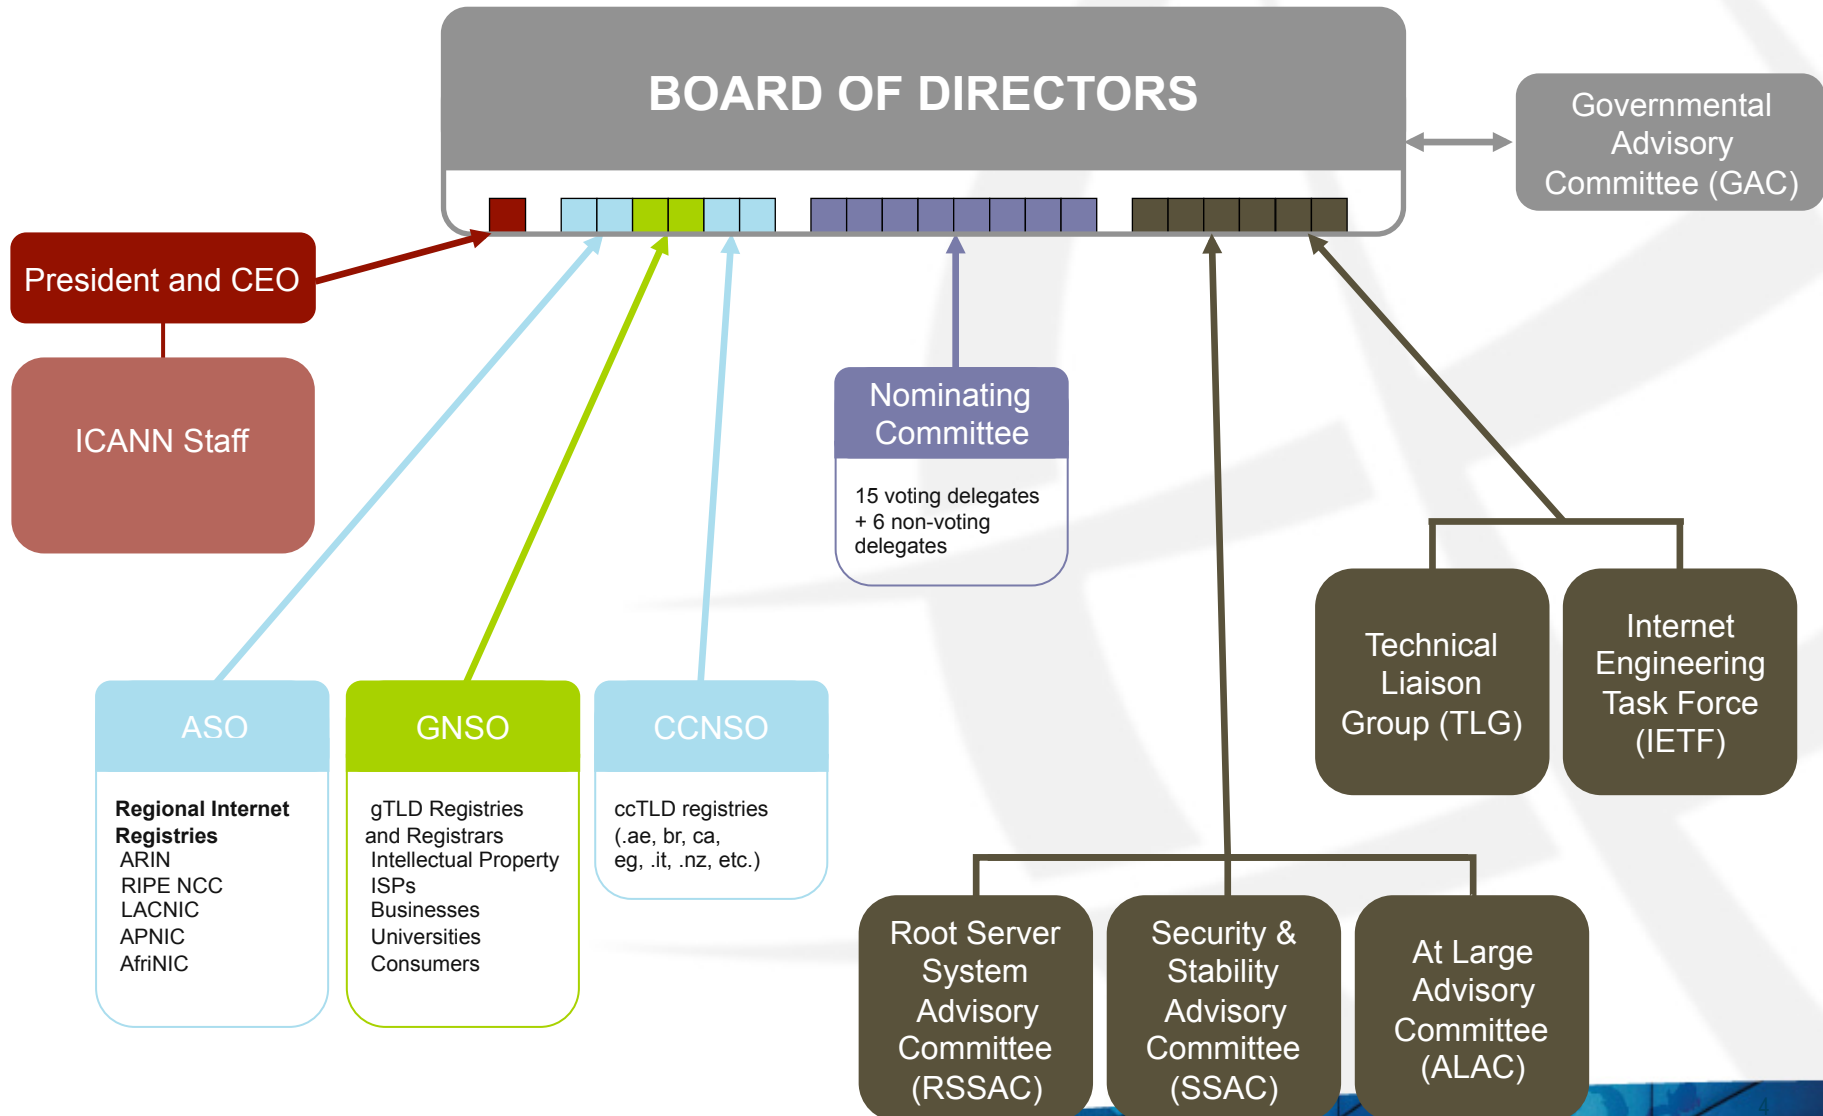 BOARD OF DIRECTORS
Governmental
Advisory
Committee (GAC)
President and CEO
ICANN Staff
Nominating
Committee
15 voting delegates
+ 6 non-voting
delegates
Technical
Liaison
Group (TLG)
Internet
Engineering
Task Force
(IETF)
ASO
Regional Internet
Registries
ARIN
RIPE NCC
LACNIC
APNIC
AfriNIC
GNSO
gTLD Registries
and Registrars
Intellectual Property
ISPs
Businesses
Universities
Consumers
CCNSO
ccTLD registries
(.ae, br, ca,
eg, .it, .nz, etc.)
Root Server
System
Advisory
Committee
(RSSAC)
Security &
Stability
Advisory
Committee
(SSAC)
At Large
Advisory
Committee
(ALAC)